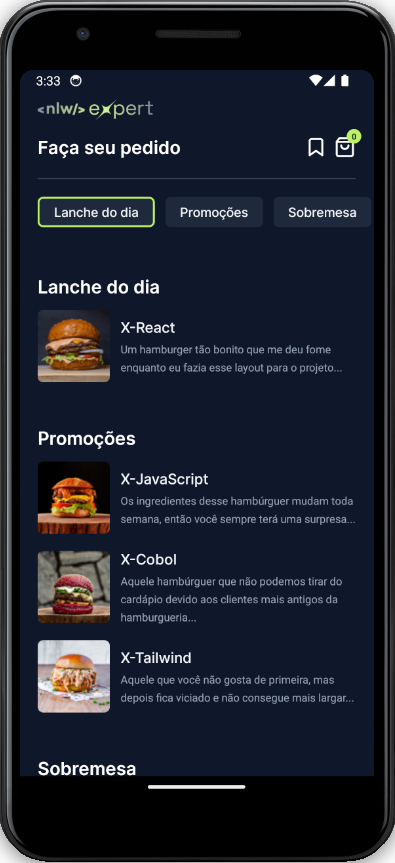 3:33
<nlw/> expert
Faça seu pedido
0
Lanche do dia
Promoções
Sobremesa
Lanche do dia
X-React
Um hamburger tão bonito que me deu fome
enquanto eu fazia esse layout para o projeto...
Promoções
X-JavaScript
Os ingredientes desse hambúrguer mudam toda
semana, então você sempre terá uma surpresa...
X-Cobol
Aquele hambúrguer que não podemos tirar do
cardápio devido aos clientes mais antigos da
hamburgueria...
X-Tailwind
Aquele que você não gosta de primeira, mas
depois fica viciado e não consegue mais largar...
Sobremesa